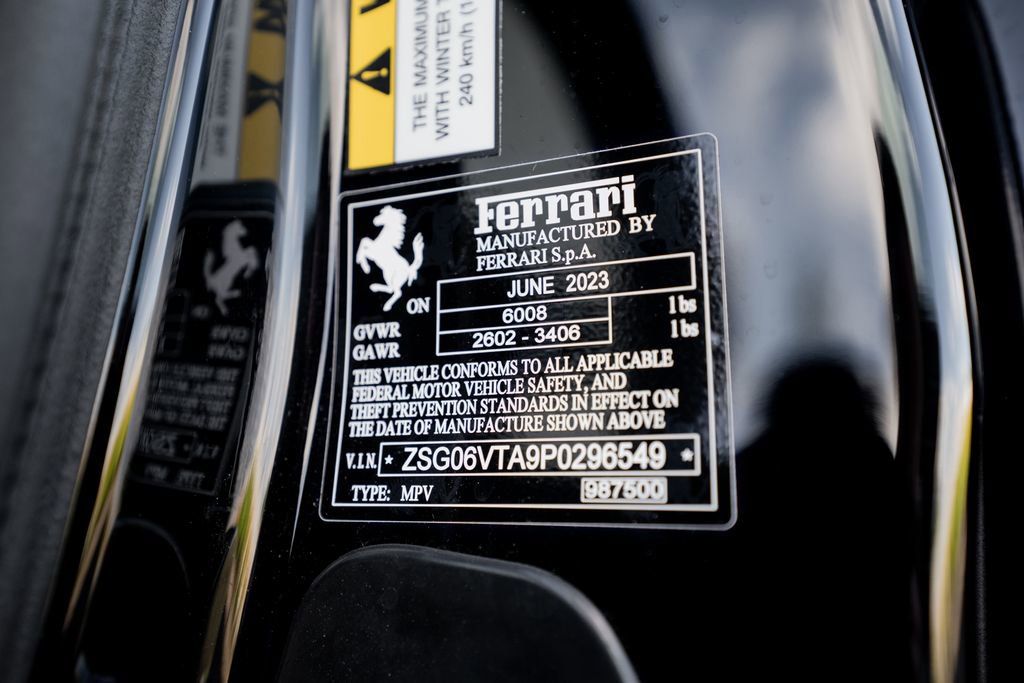 THE MAXIMUM
WITH WINTER
240 km/h
Ferrari
MANUFACTURED BY
FERRARI S.p.A.
ON JUNE 2023
GVWR 6008 lbs
GAWR 2602 - 3406 lbs
THIS VEHICLE CONFORMS TO ALL APPLICABLE
FEDERAL MOTOR VEHICLE SAFETY, AND
THEFT PREVENTION STANDARDS IN EFFECT ON
THE DATE OF MANUFACTURE SHOWN ABOVE
V.I.N. * ZSG06VTA9P0296549 *
TYPE: MPV 987500